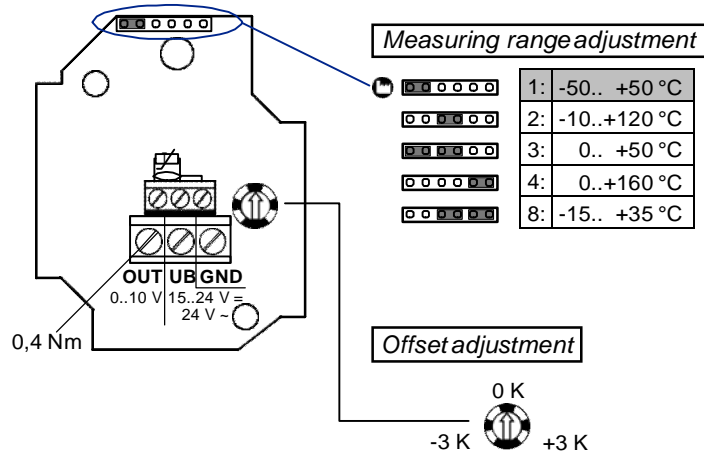 Measuring range adjustment
1: -50.. +50 °C
2: -10..+120 °C
3: 0.. +50 °C
4: 0..+160 °C
8: -15.. +35 °C
OUT UB GND
0..10 V 15..24 V =
24 V ~
0,4 Nm
Offset adjustment
0 K
-3 K +3 K